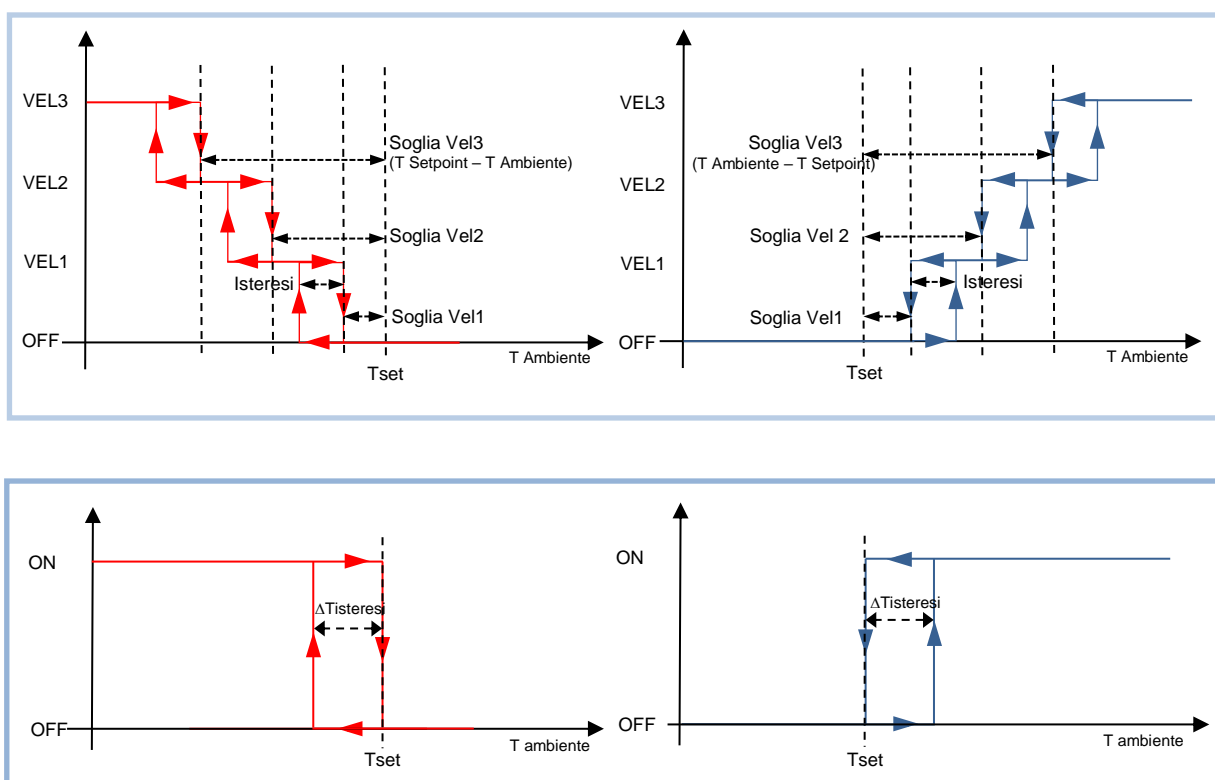 VEL3
VEL2
VEL1
OFF
Soglia Vel3
(T Setpoint – T Ambiente)
Soglia Vel2
Isteresi
Soglia Vel1
T Ambiente
Tset
VEL3
VEL2
VEL1
OFF
Soglia Vel3
(T Ambiente – T Setpoint)
Soglia Vel 2
Isteresi
Soglia Vel1
T Ambiente
Tset
ON
ΔTisteresi
OFF
T ambiente
Tset
ON
ΔTisteresi
OFF
T ambiente
Tset